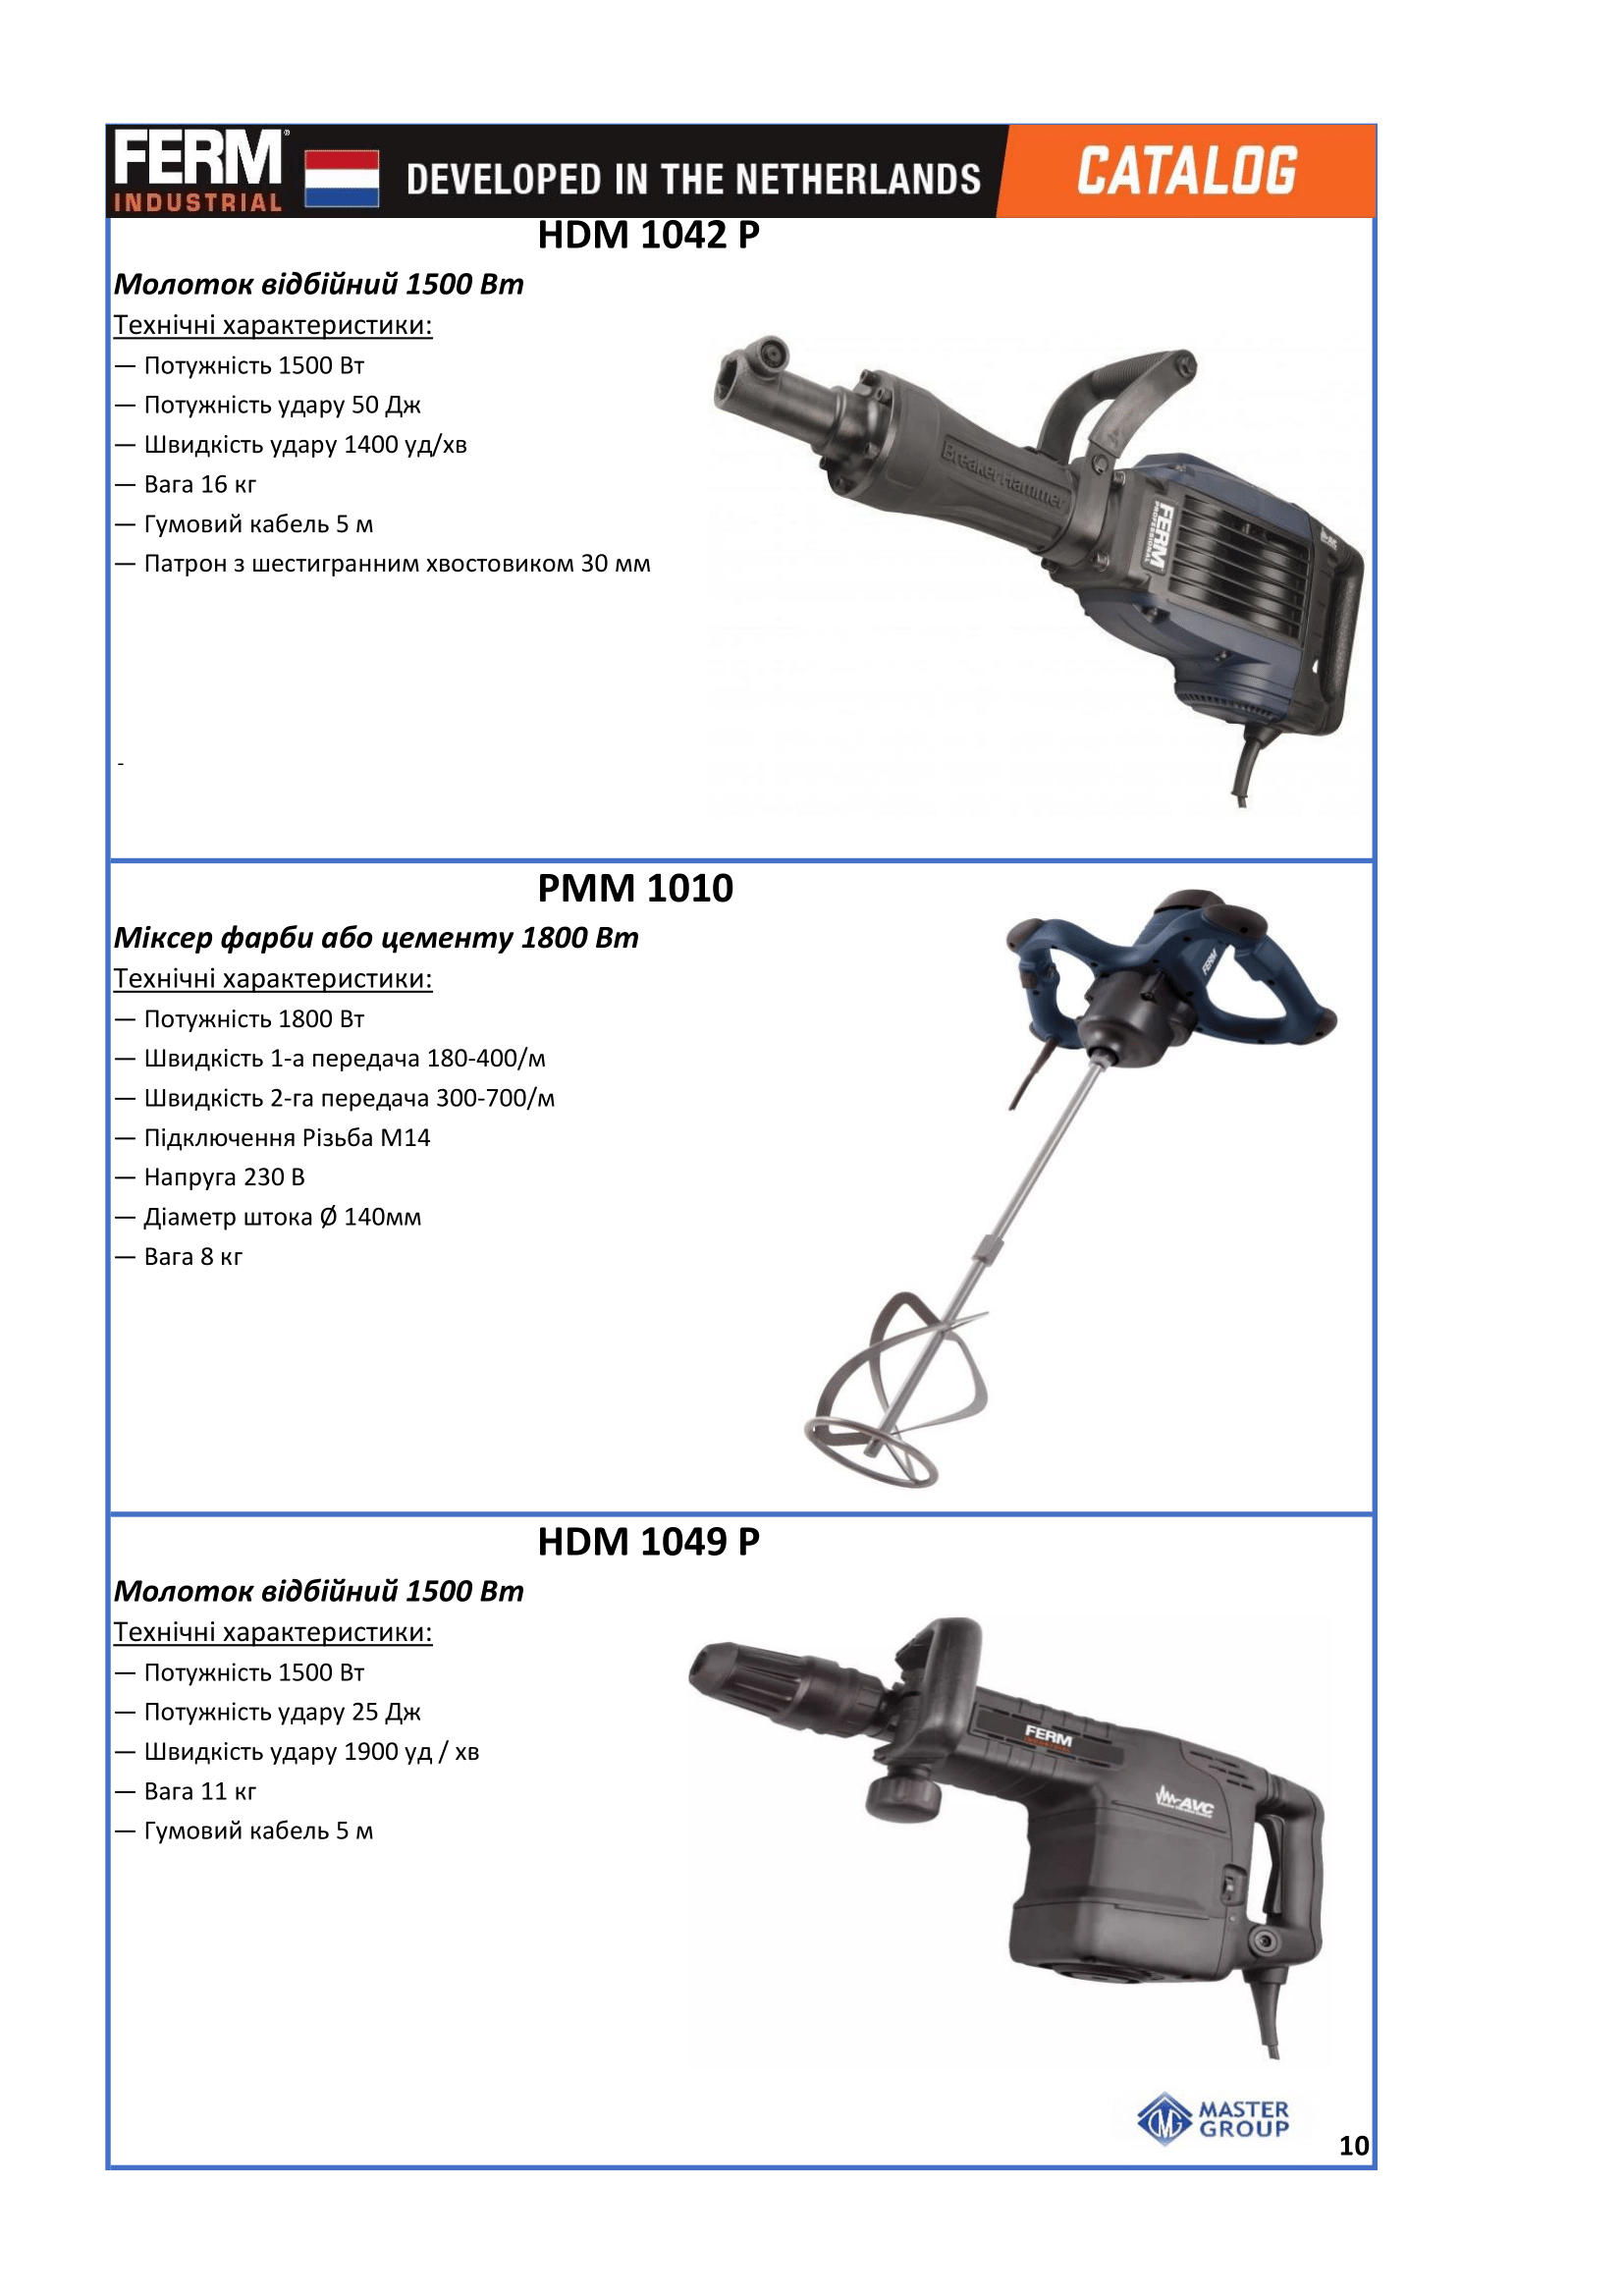 FERM®
INDUSTRIAL
DEVELOPED IN THE NETHERLANDS
CATALOG
HDM 1042 P
Молоток відбійний 1500 Вт
Технічні характеристики:
— Потужність 1500 Вт
— Потужність удару 50 Дж
— Швидкість удару 1400 уд/хв
— Вага 16 кг
— Гумовий кабель 5 м
— Патрон з шестигранним хвостовиком 30 мм
-
Breaker Hammer
FERM
PROFESSIONAL
AVC
PMM 1010
Міксер фарби або цементу 1800 Вт
Технічні характеристики:
— Потужність 1800 Вт
— Швидкість 1-а передача 180-400/м
— Швидкість 2-га передача 300-700/м
— Підключення Різьба М14
— Напруга 230 В
— Діаметр штока Ø 140мм
— Вага 8 кг
FERM
HDM 1049 P
Молоток відбійний 1500 Вт
Технічні характеристики:
— Потужність 1500 Вт
— Потужність удару 25 Дж
— Швидкість удару 1900 уд / хв
— Вага 11 кг
— Гумовий кабель 5 м
FERM
INDUSTRIAL
AVC
MASTER
GROUP
10